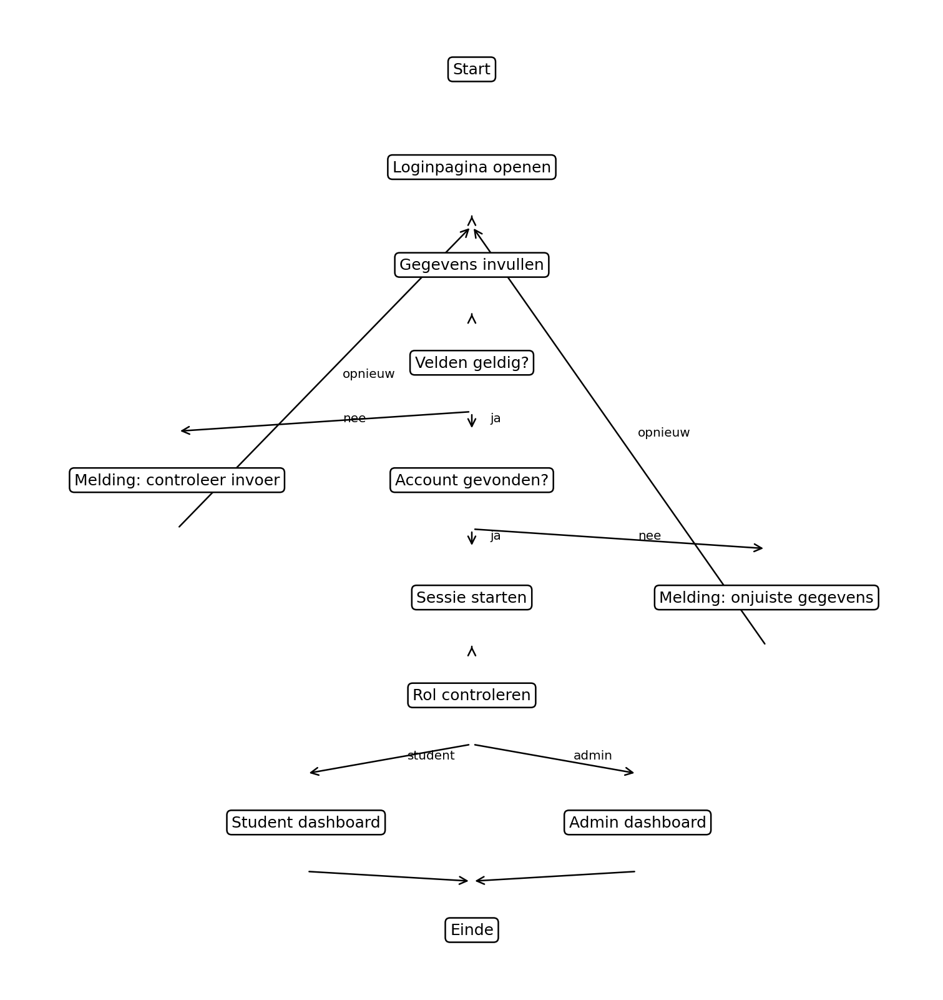 Start
Loginpagina openen
Gegevens invullen
Velden geldig?
opnieuw
nee
ja
opnieuw
Melding: controleer invoer
Account gevonden?
ja
nee
Sessie starten
Melding: onjuiste gegevens
Rol controleren
student
admin
Student dashboard
Admin dashboard
Einde